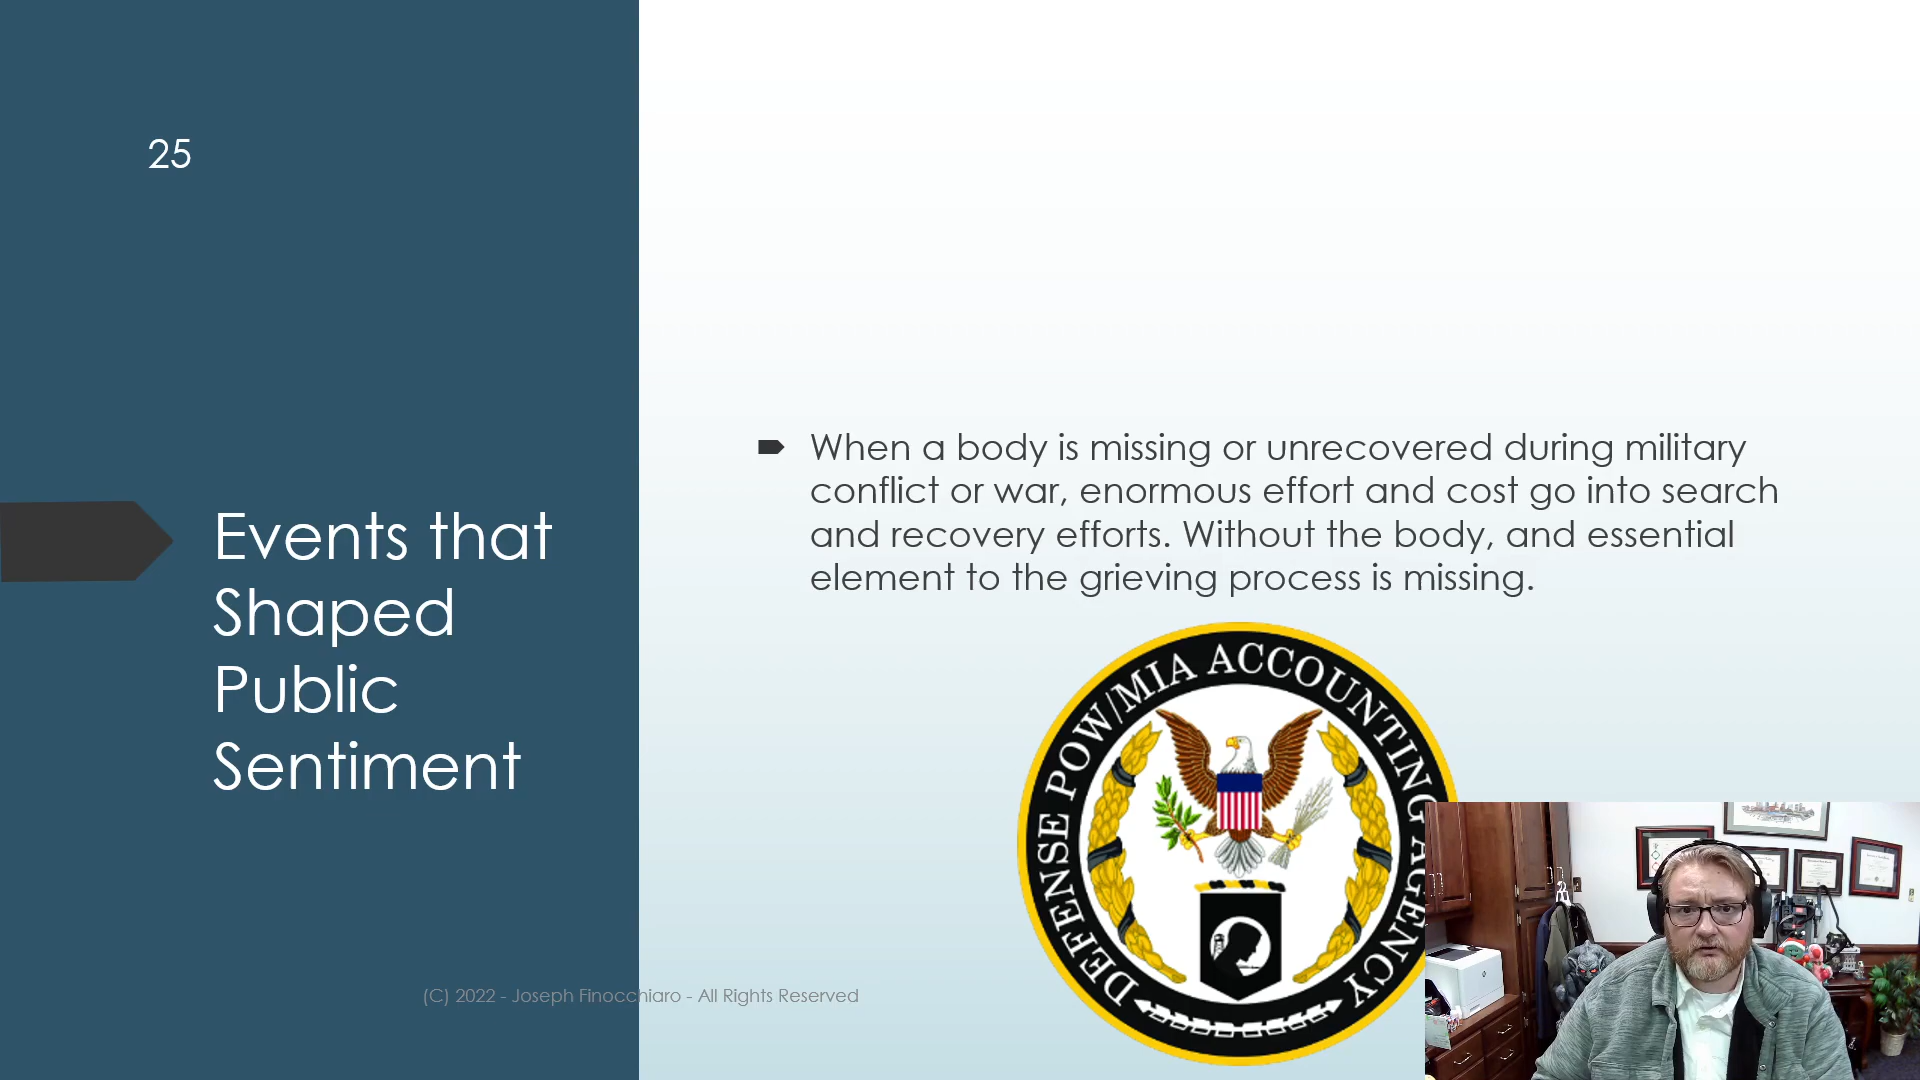 25
Events that
Shaped
Public
Sentiment
When a body is missing or unrecovered during military
conflict or war, enormous effort and cost go into search
and recovery efforts. Without the body, and essential
element to the grieving process is missing.
DEFENSE POW/MIA ACCOUNTING AGENCY
(C) 2022 - Joseph Finocchiaro - All Rights Reserved